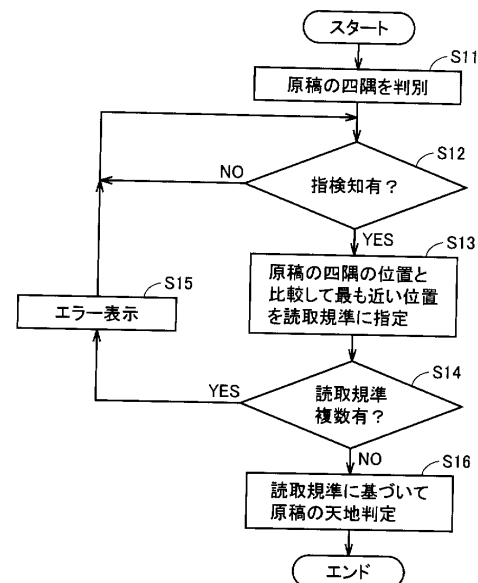 スタート
S11
原稿の四隅を判別
S12
NO
指検知有？
YES
S13
原稿の四隅の位置と
比較して最も近い位置
を読取規準に指定
S15
エラー表示
S14
YES
読取規準
複数有？
NO
S16
読取規準に基づいて
原稿の天地判定
エンド